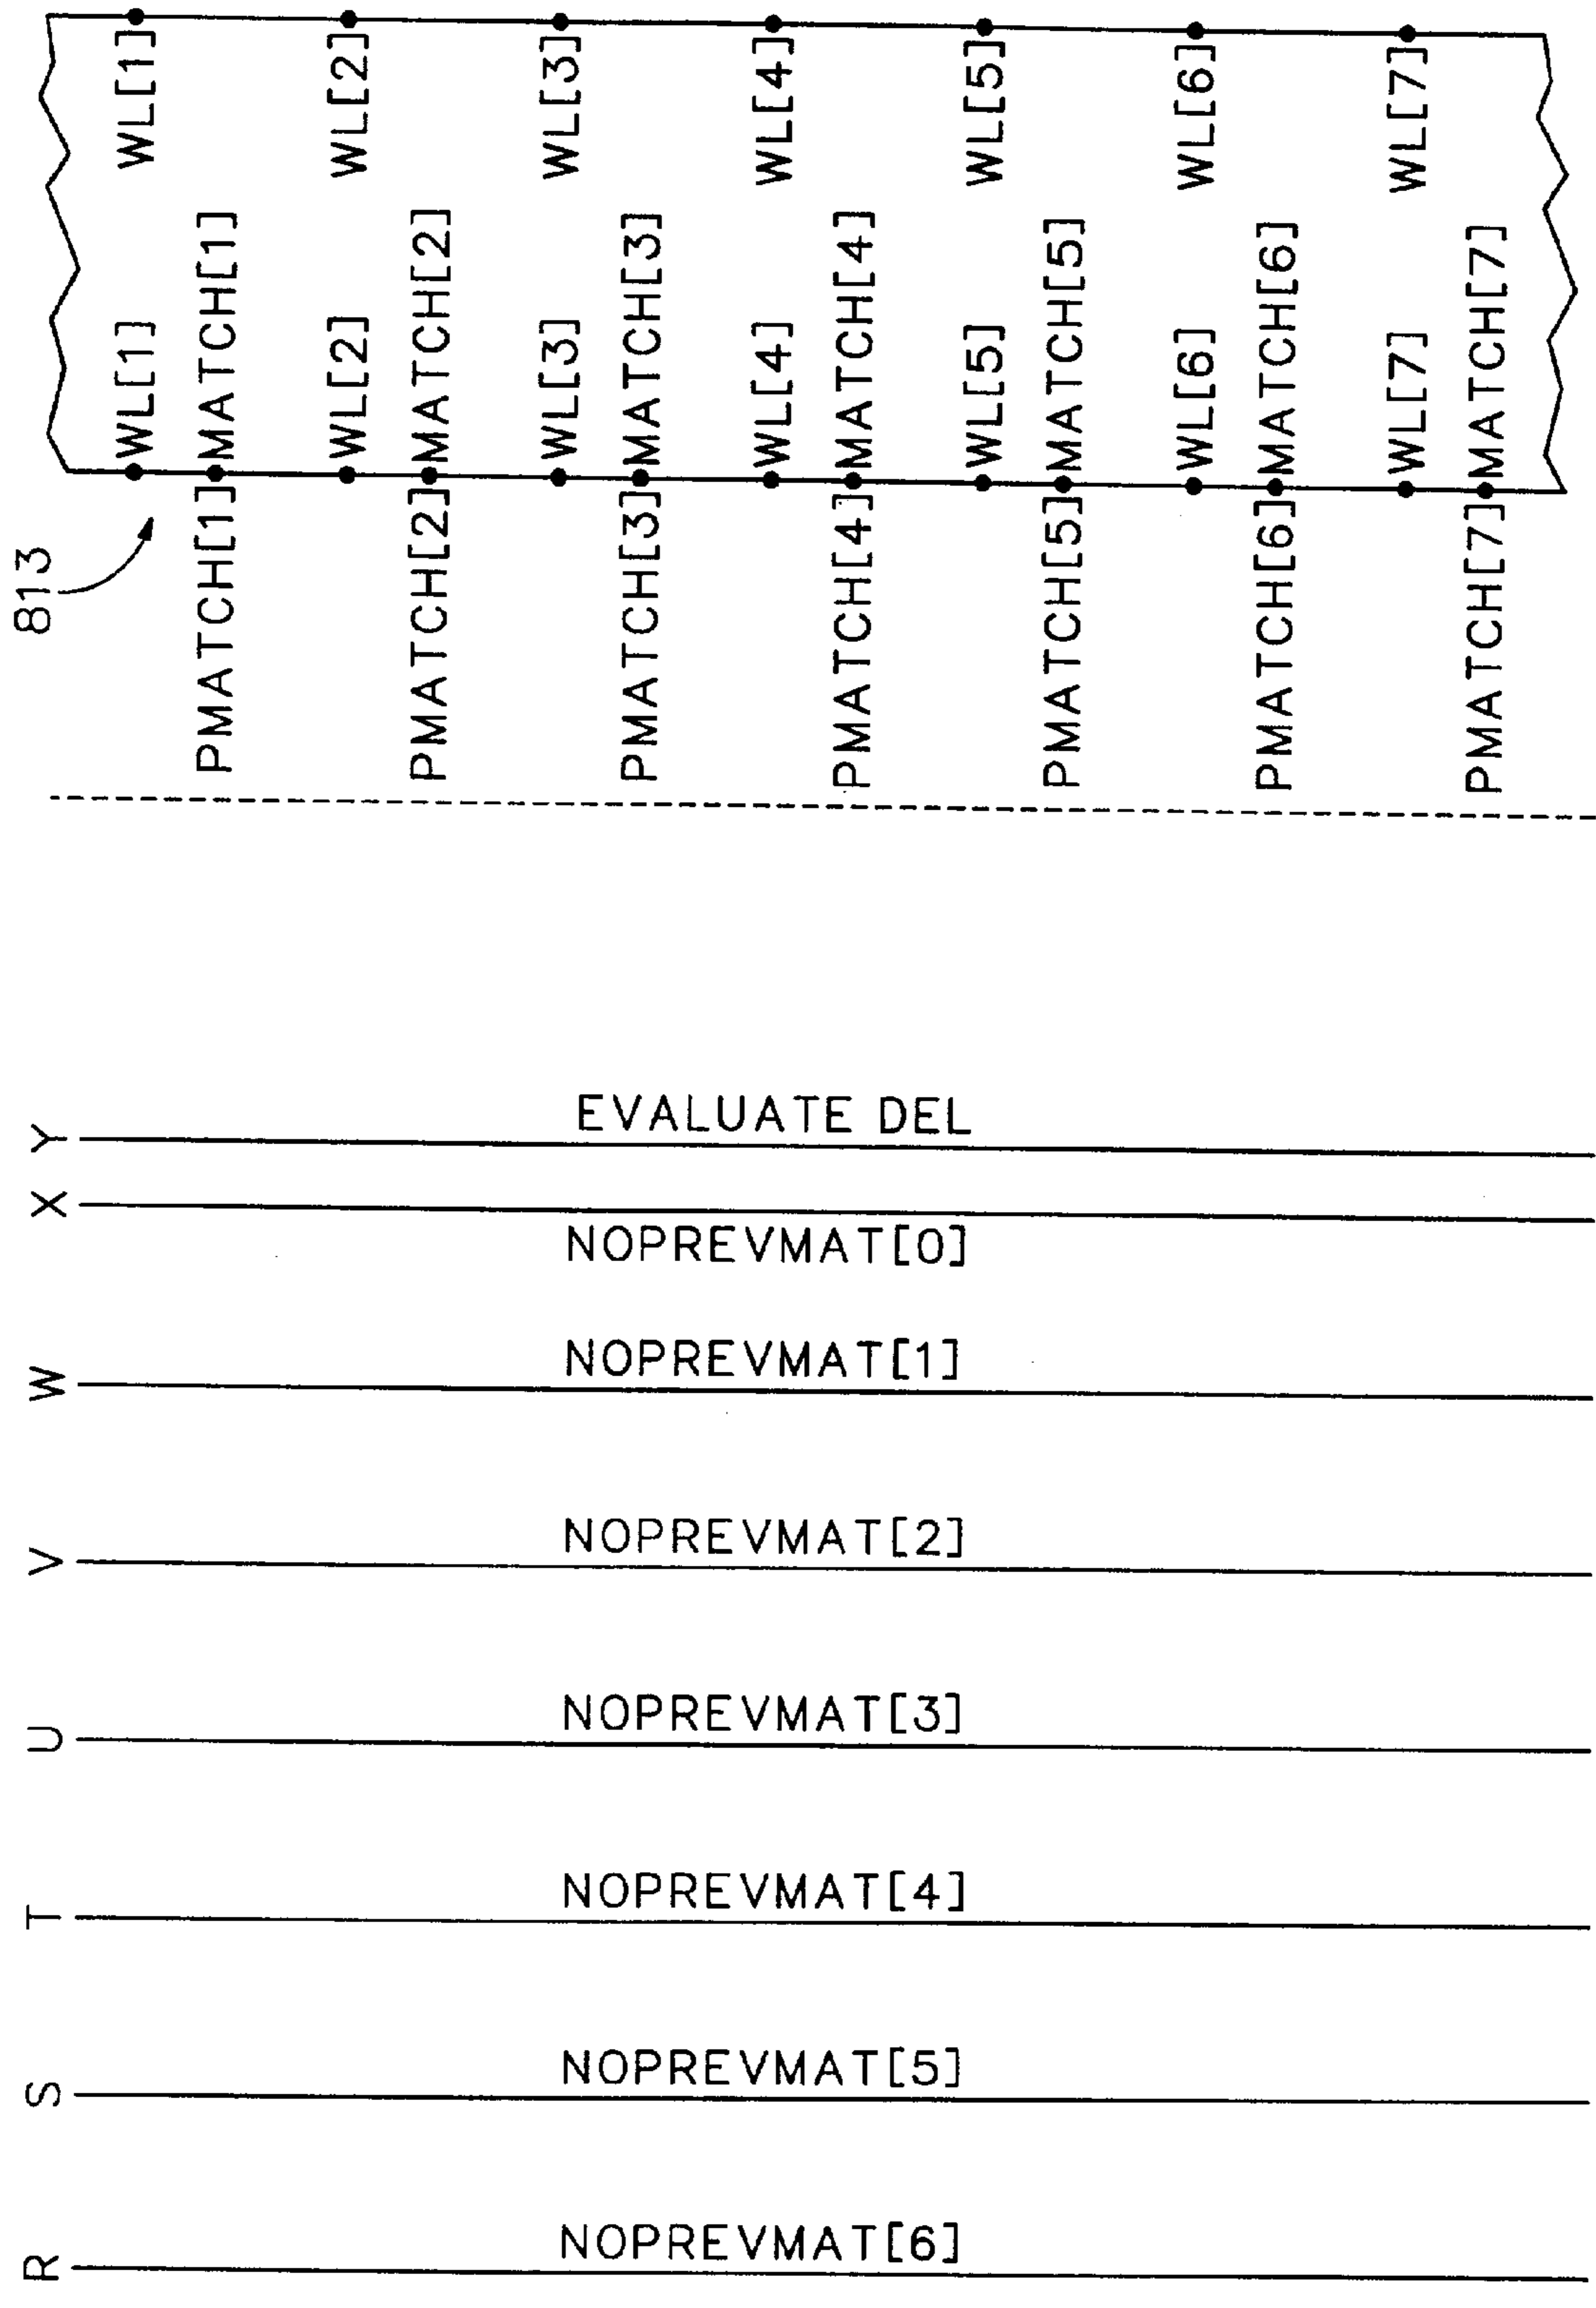 813
WL[1]
WL[1]
PMATCH[1]
MATCH[1]
WL[2]
WL[2]
PMATCH[2]
MATCH[2]
WL[3]
WL[3]
PMATCH[3]
MATCH[3]
WL[4]
WL[4]
PMATCH[4]
MATCH[4]
WL[5]
WL[5]
PMATCH[5]
MATCH[5]
WL[6]
WL[6]
PMATCH[6]
MATCH[6]
WL[7]
WL[7]
PMATCH[7]
MATCH[7]
Y
EVALUATE DEL
X
NOPREVMAT[0]
W
NOPREVMAT[1]
V
NOPREVMAT[2]
U
NOPREVMAT[3]
T
NOPREVMAT[4]
S
NOPREVMAT[5]
R
NOPREVMAT[6]